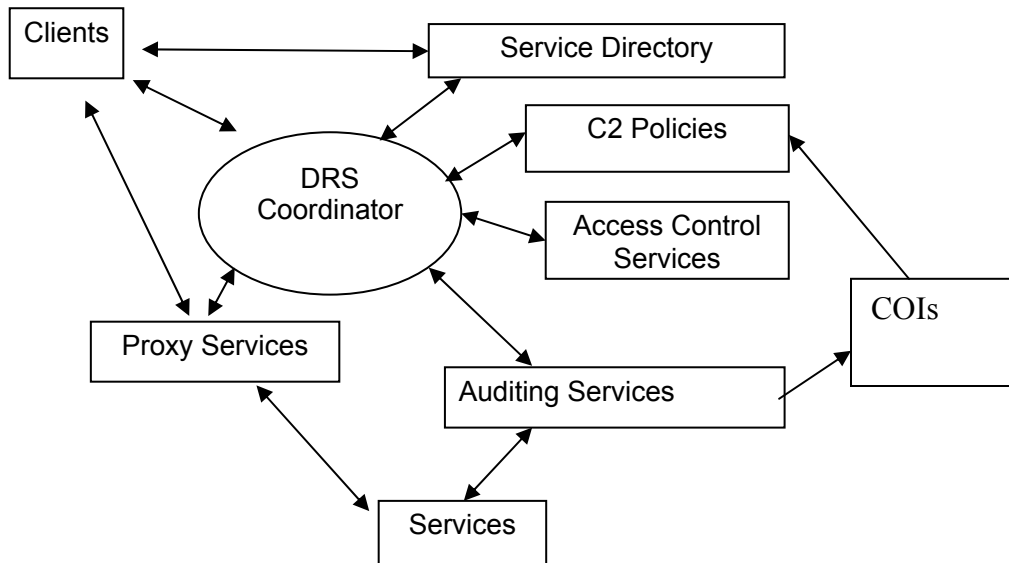 Clients
Service Directory
C2 Policies
DRS
Coordinator
Access Control
Services
COIs
Proxy Services
Auditing Services
Services